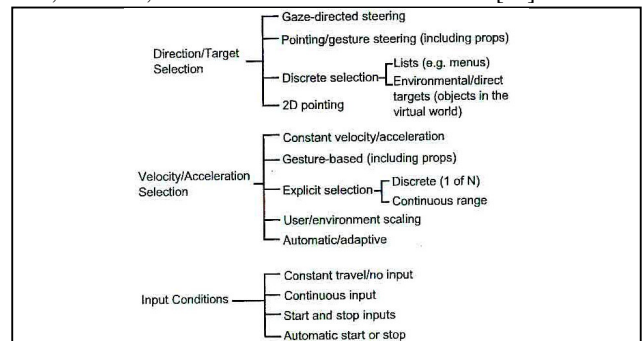 Gaze-directed steering
Pointing/gesture steering (including props)
Direction/Target
Selection
Discrete selection
Lists (e.g. menus)
Environmental/direct
targets (objects in the
virtual world)
2D pointing
Constant velocity/acceleration
Gesture-based (including props)
Velocity/Acceleration
Selection
Explicit selection
Discrete (1 of N)
Continuous range
User/environment scaling
Automatic/adaptive
Input Conditions
Constant travel/no input
Continuous input
Start and stop inputs
Automatic start or stop